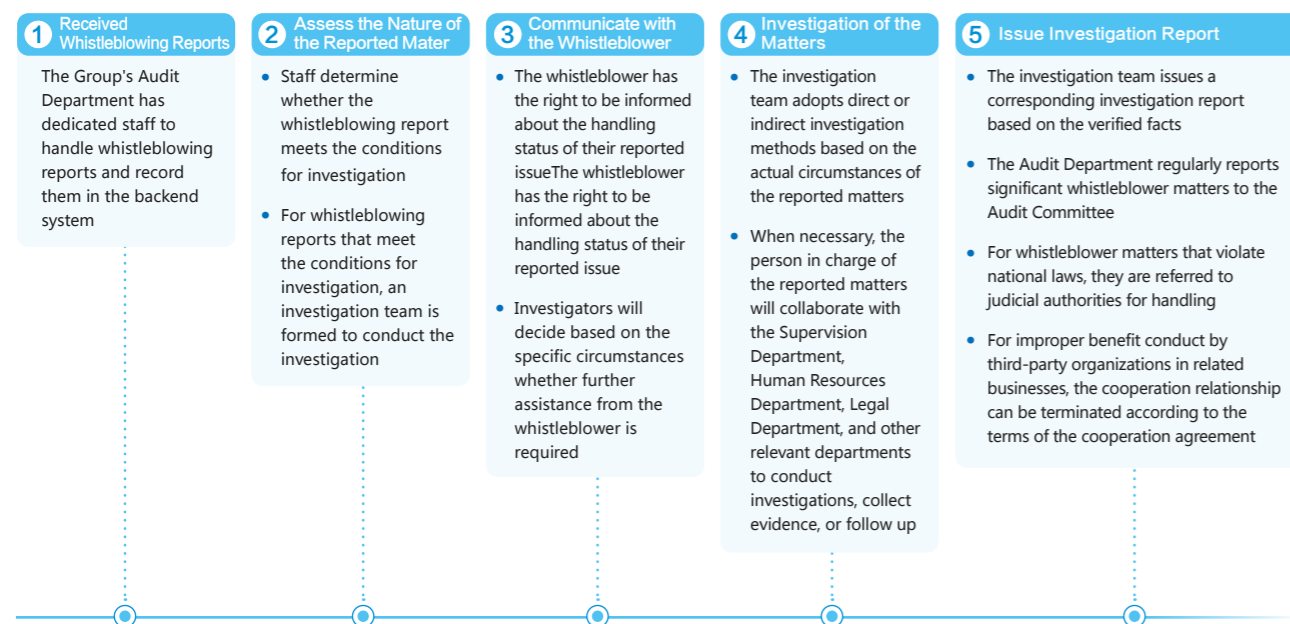 1
Received
Whistleblowing Reports
The Group's Audit
Department has
dedicated staff to
handle whistleblowing
reports and record
them in the backend
system
2
Assess the Nature of
the Reported Mater
• Staff determine
whether the
whistleblowing report
meets the conditions
for investigation
• For whistleblowing
reports that meet
the conditions for
investigation, an
investigation team is
formed to conduct the
investigation
3
Communicate with
the Whistleblower
• The whistleblower has
the right to be informed
about the handling
status of their reported
issueThe whistleblower
has the right to be
informed about the
handling status of their
reported issue
• Investigators will
decide based on the
specific circumstances
whether further
assistance from the
whistleblower is
required
4
Investigation of the
Matters
• The investigation
team adopts direct or
indirect investigation
methods based on the
actual circumstances of
the reported matters
• When necessary, the
person in charge of
the reported matters
will collaborate with
the Supervision
Department,
Human Resources
Department, Legal
Department, and other
relevant departments
to conduct
investigations, collect
evidence, or follow up
5
Issue Investigation Report
• The investigation team issues a
corresponding investigation report
based on the verified facts
• The Audit Department regularly reports
significant whistleblower matters to the
Audit Committee
• For whistleblower matters that violate
national laws, they are referred to
judicial authorities for handling
• For improper benefit conduct by
third-party organizations in related
businesses, the cooperation relationship
can be terminated according to the
terms of the cooperation agreement